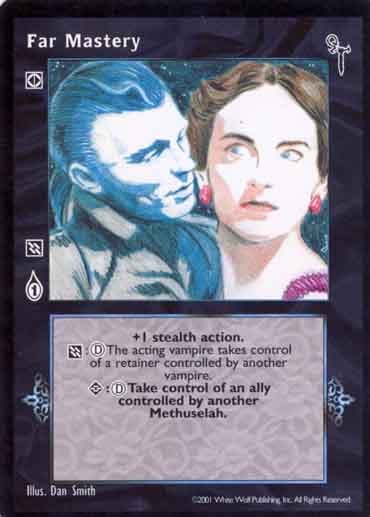 Far Mastery
1
+1 stealth action.
: Ⓓ The acting vampire takes control
of a retainer controlled by another
vampire.
: Ⓓ Take control of an ally
controlled by another
Methuselah.
Illus. Dan Smith
©2001 White Wolf Publishing, Inc. All Rights Reserved.